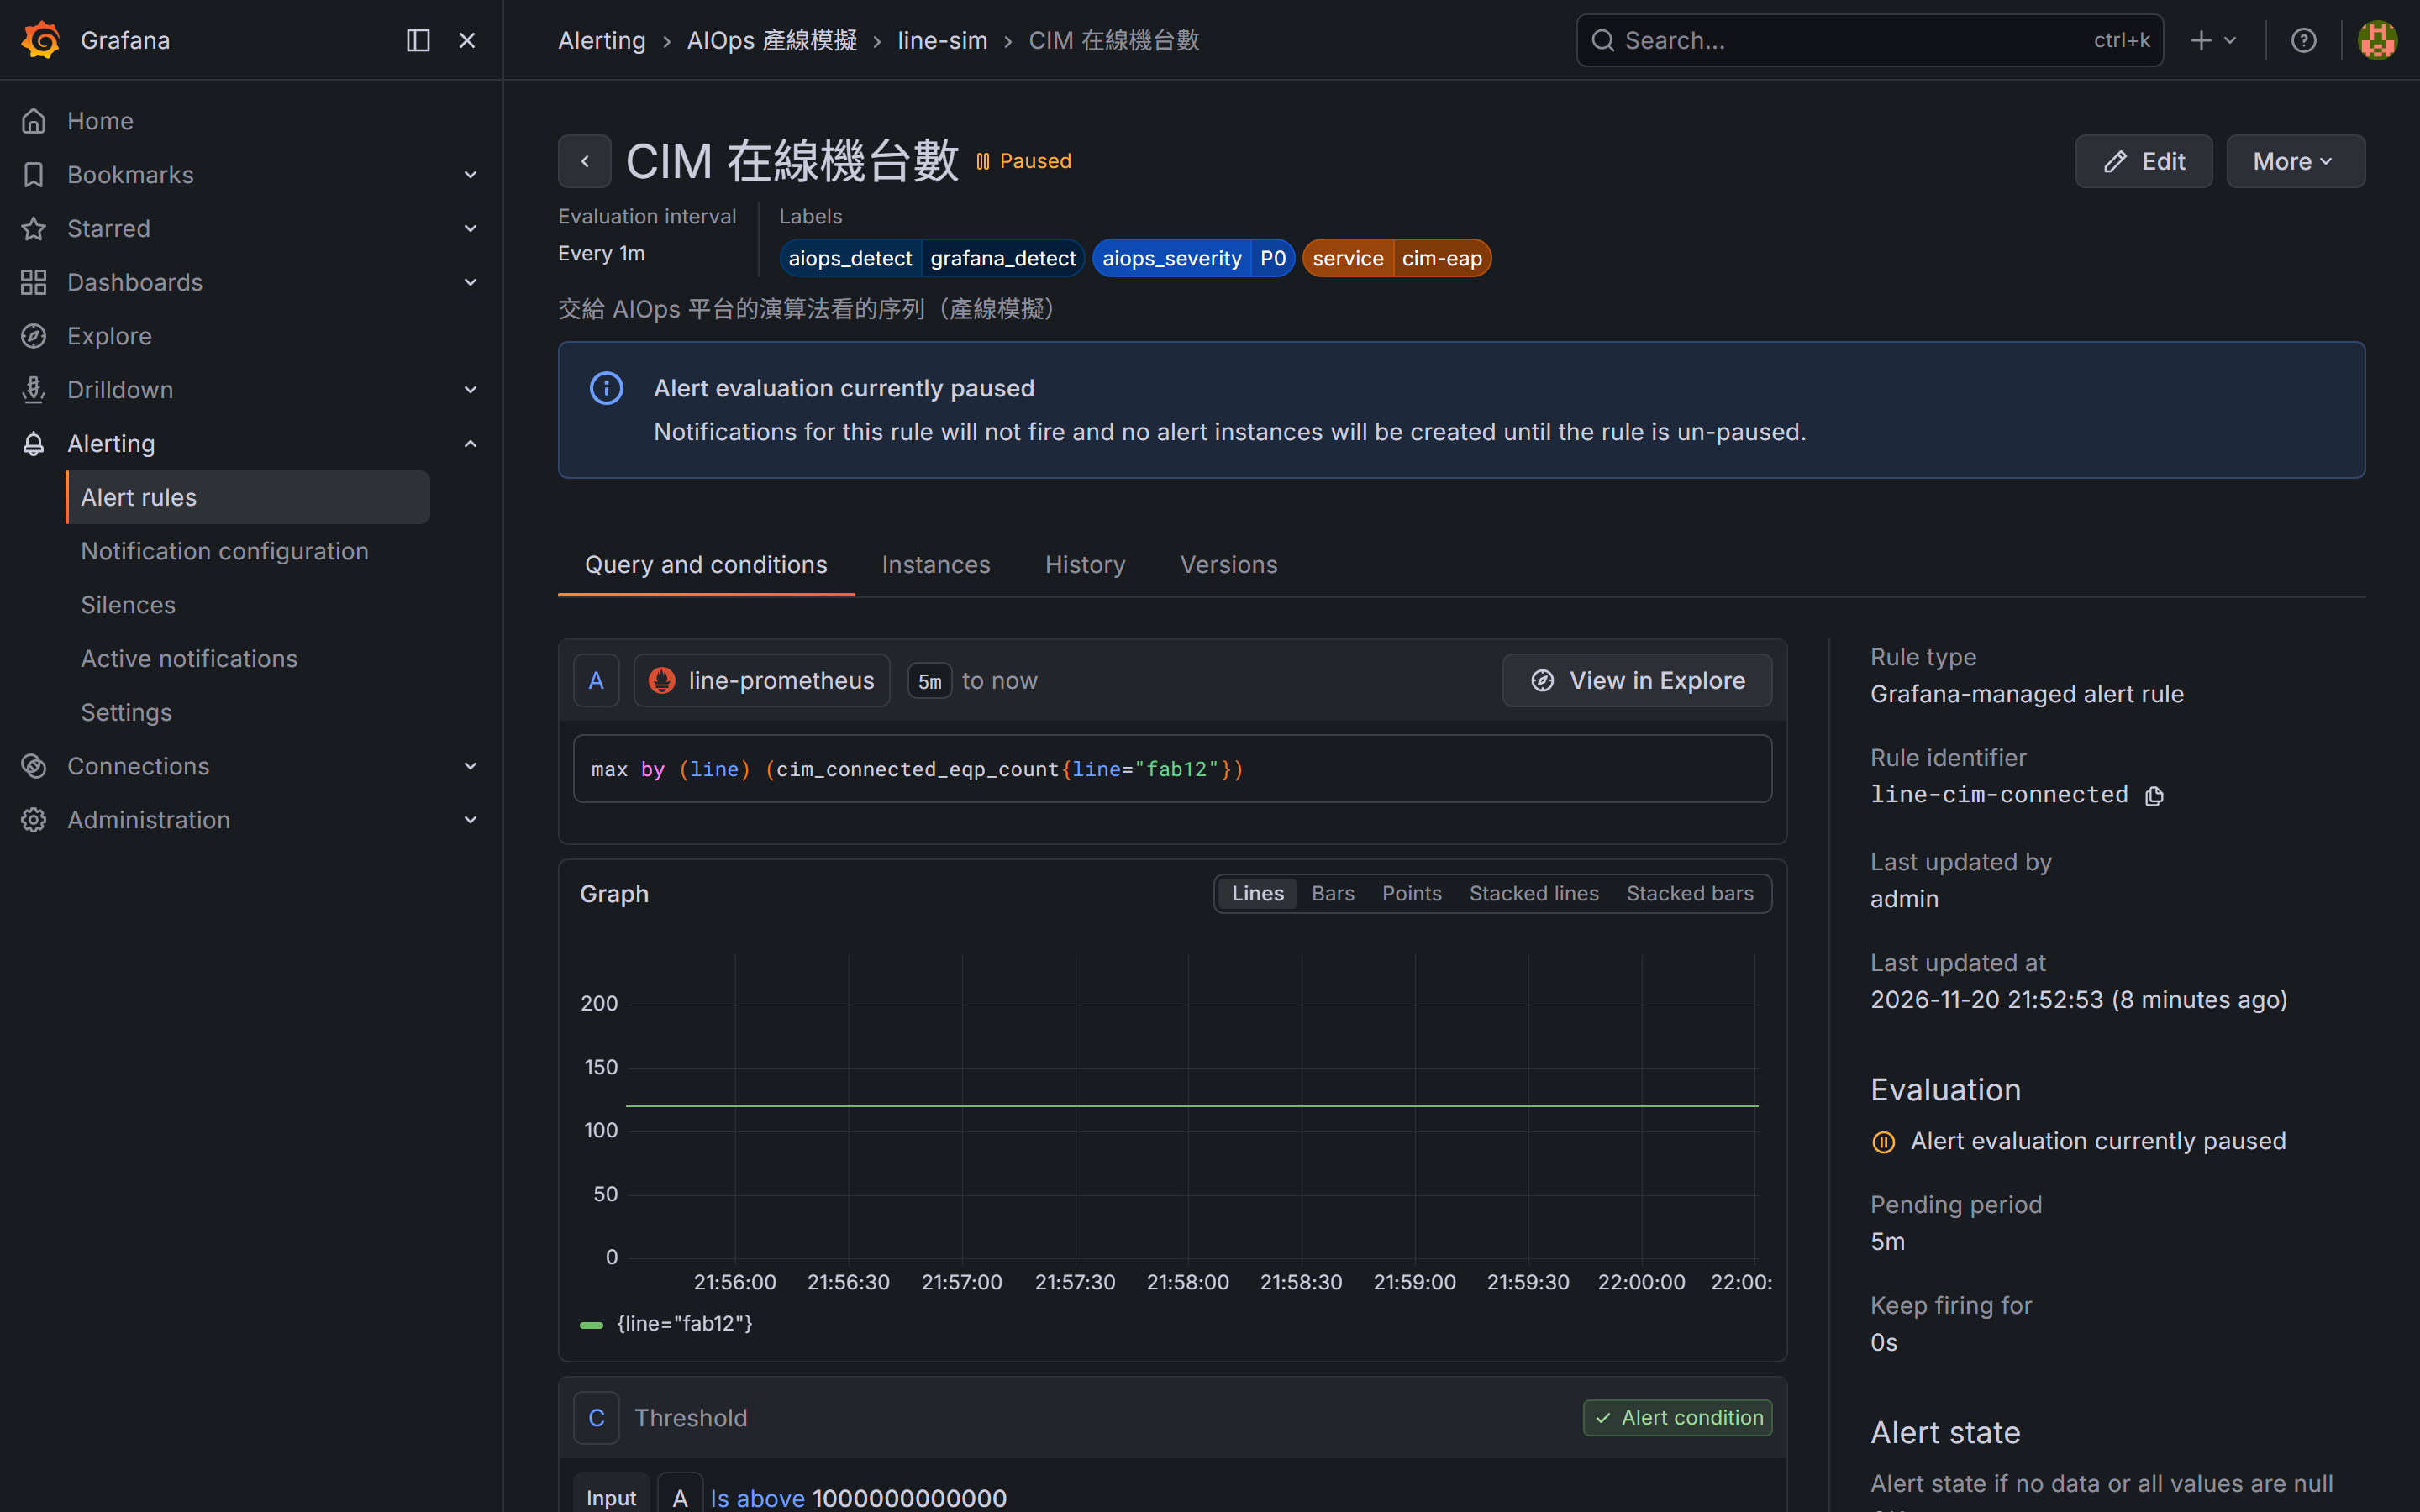 Grafana
Alerting › AIOps 產線模擬 › line-sim › CIM 在線機台數
Search...
ctrl+k
Home
Bookmarks
Starred
Dashboards
Explore
Drilldown
Alerting
Alert rules
Notification configuration
Silences
Active notifications
Settings
Connections
Administration
CIM 在線機台數
Paused
Edit
More
Evaluation interval
Every 1m
Labels
aiops_detect grafana_detect
aiops_severity P0
service cim-eap
交給 AIOps 平台的演算法看的序列（產線模擬）
Alert evaluation currently paused
Notifications for this rule will not fire and no alert instances will be created until the rule is un-paused.
Query and conditions
Instances
History
Versions
A
line-prometheus
5m to now
View in Explore
max by (line) (cim_connected_eqp_count{line="fab12"})
Graph
Lines
Bars
Points
Stacked lines
Stacked bars
200
150
100
50
0
21:56:00
21:56:30
21:57:00
21:57:30
21:58:00
21:58:30
21:59:00
21:59:30
22:00:00
22:00:
{line="fab12"}
C
Threshold
Alert condition
Input A Is above 1000000000000
Rule type
Grafana-managed alert rule
Rule identifier
line-cim-connected
Last updated by
admin
Last updated at
2026-11-20 21:52:53 (8 minutes ago)
Evaluation
Alert evaluation currently paused
Pending period
5m
Keep firing for
0s
Alert state
Alert state if no data or all values are null